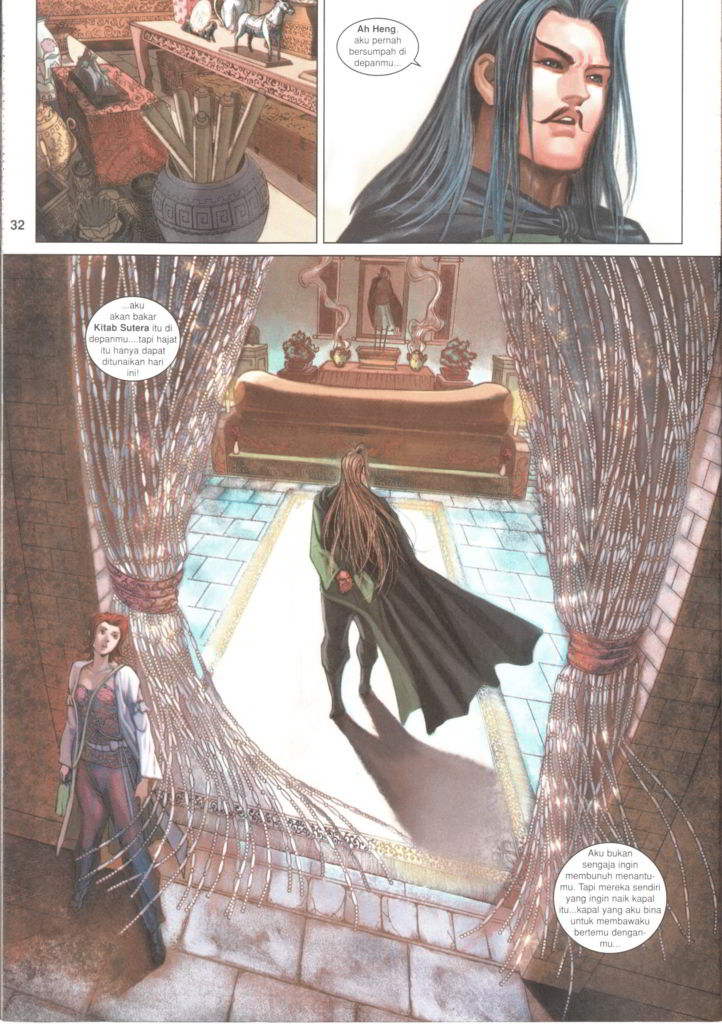 Ah Heng,
aku pernah
bersumpah di
depanmu...
32
...aku
akan bakar
Kitab Sutera itu di
depanmu....tapi hajat
itu hanya dapat
ditunaikan hari
ini!
Aku bukan
sengaja ingin
membunuh menantu-
mu. Tapi mereka sendiri
yang ingin naik kapal
itu...kapal yang aku bina
untuk membawaku
bertemu dengan-
mu...